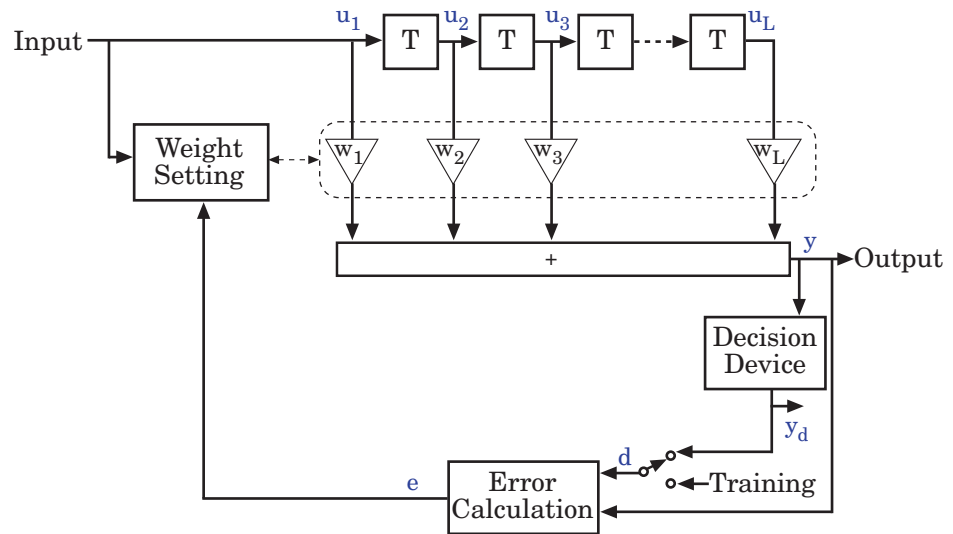 u1 u2 u3 uL
Input T T T T
Weight
Setting
w1 w2 w3 wL
y
+ Output
Decision
Device
yd
d
Training
e
Error
Calculation